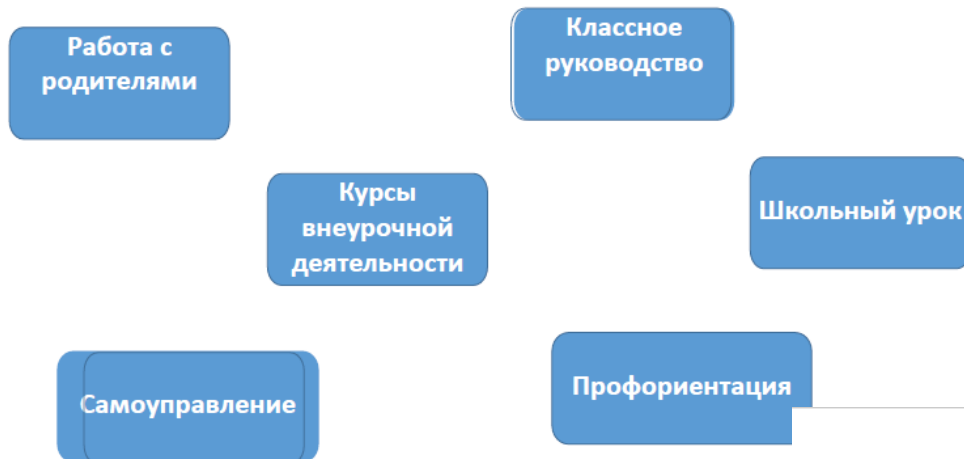 Работа с
родителями
Классное
руководство
Курсы
внеурочной
деятельности
Школьный урок
Самоуправление
Профориентация